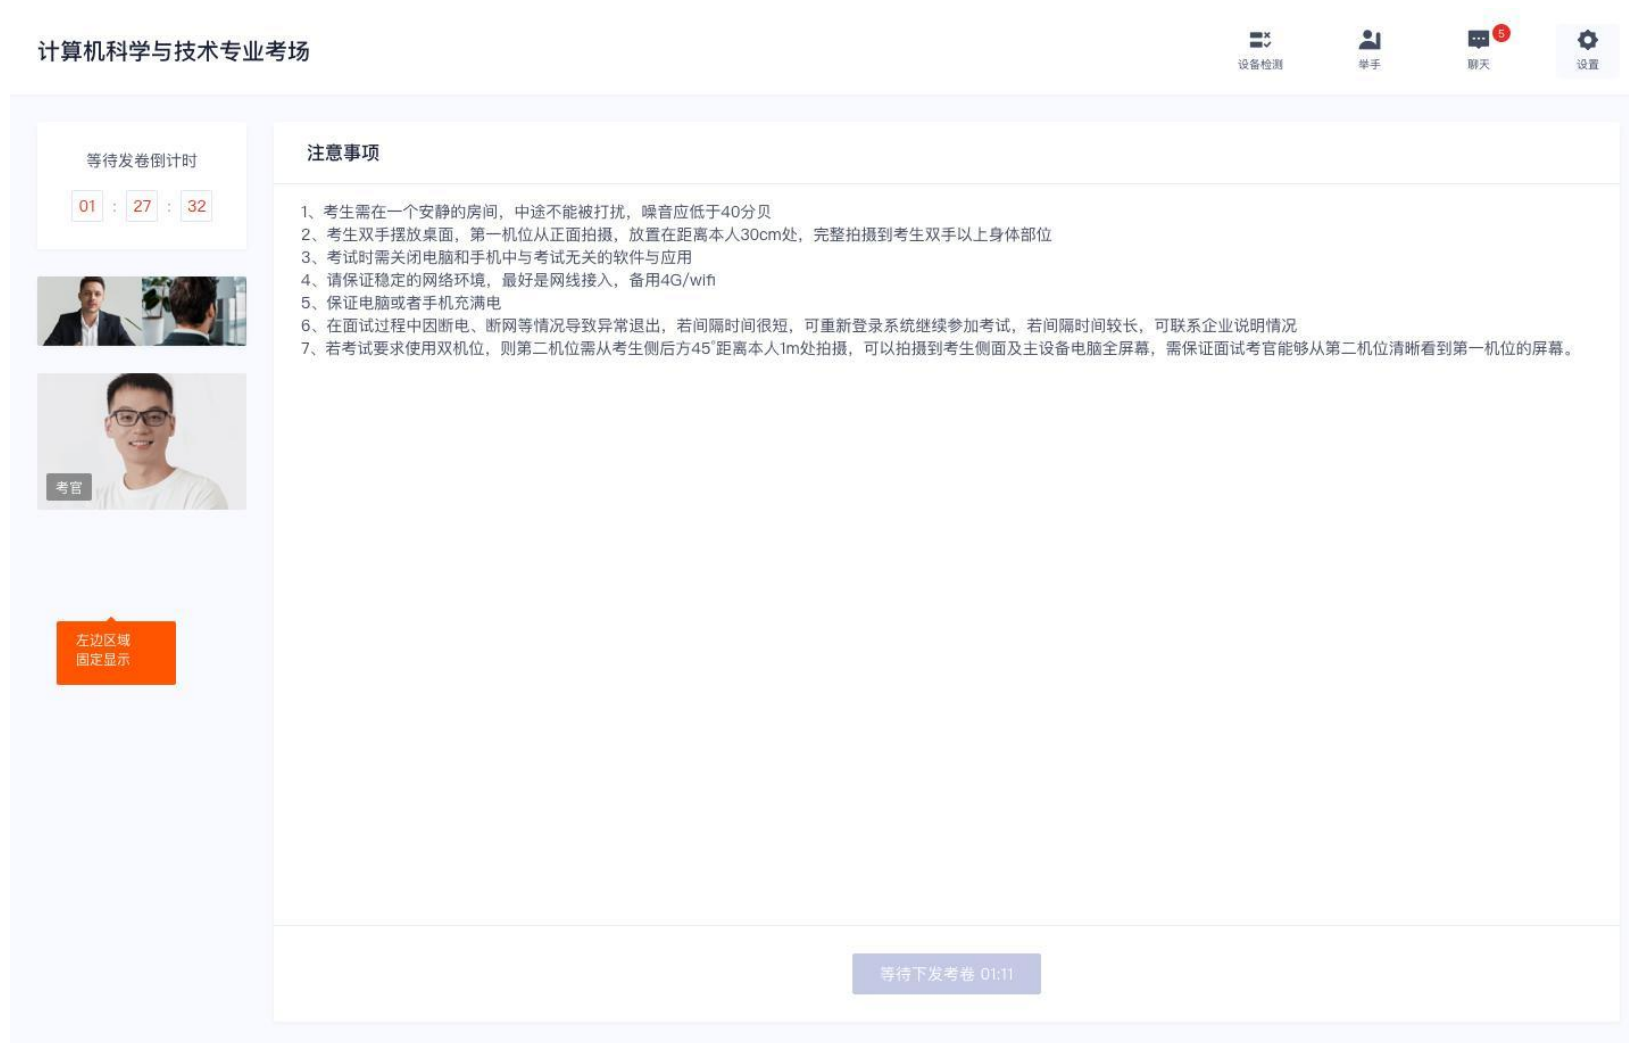 计算机科学与技术专业考场
设备检测
举手
5
聊天
设置
等待发卷倒计时
01 : 27 : 32
考官
左边区域
固定显示
注意事项
1、考生需在一个安静的房间，中途不能被打扰，噪音应低于40分贝
2、考生双手摆放桌面，第一机位从正面拍摄，放置在距离本人30cm处，完整拍摄到考生双手以上身体部位
3、考试时需关闭电脑和手机中与考试无关的软件与应用
4、请保证稳定的网络环境，最好是网线接入，备用4G/wifi
5、保证电脑或者手机充满电
6、在面试过程中因断电、断网等情况导致异常退出，若间隔时间很短，可重新登录系统继续参加考试，若间隔时间较长，可联系企业说明情况
7、若考试要求使用双机位，则第二机位需从考生侧后方45°距离本人1m处拍摄，可以拍摄到考生侧面及主设备电脑全屏幕，需保证面试考官能够从第二机位清晰看到第一机位的屏幕。
等待下发考卷 01:11